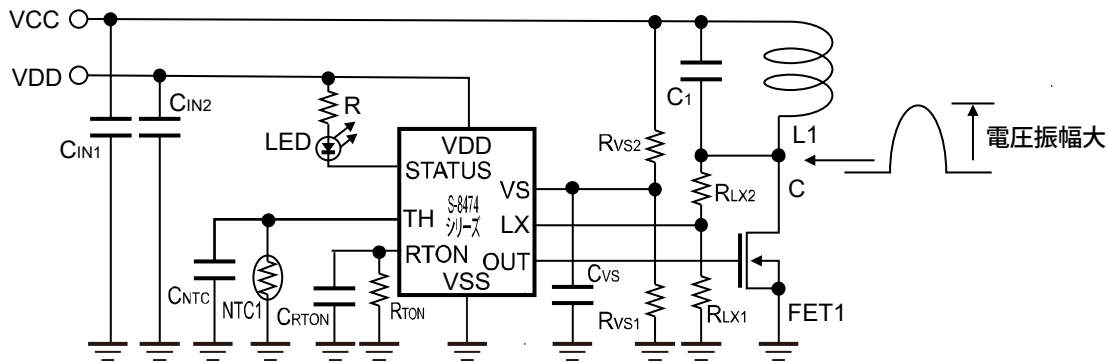 VCC
VDD
CIN1
CIN2
R
LED
VDD
STATUS
TH
RTON
VSS
VS
LX
OUT
S-8474
シリーズ
CNTC
NTC1
CRTON
RTON
CVS
RVS2
RVS1
C1
RLX2
RLX1
L1
C
FET1
電圧振幅大